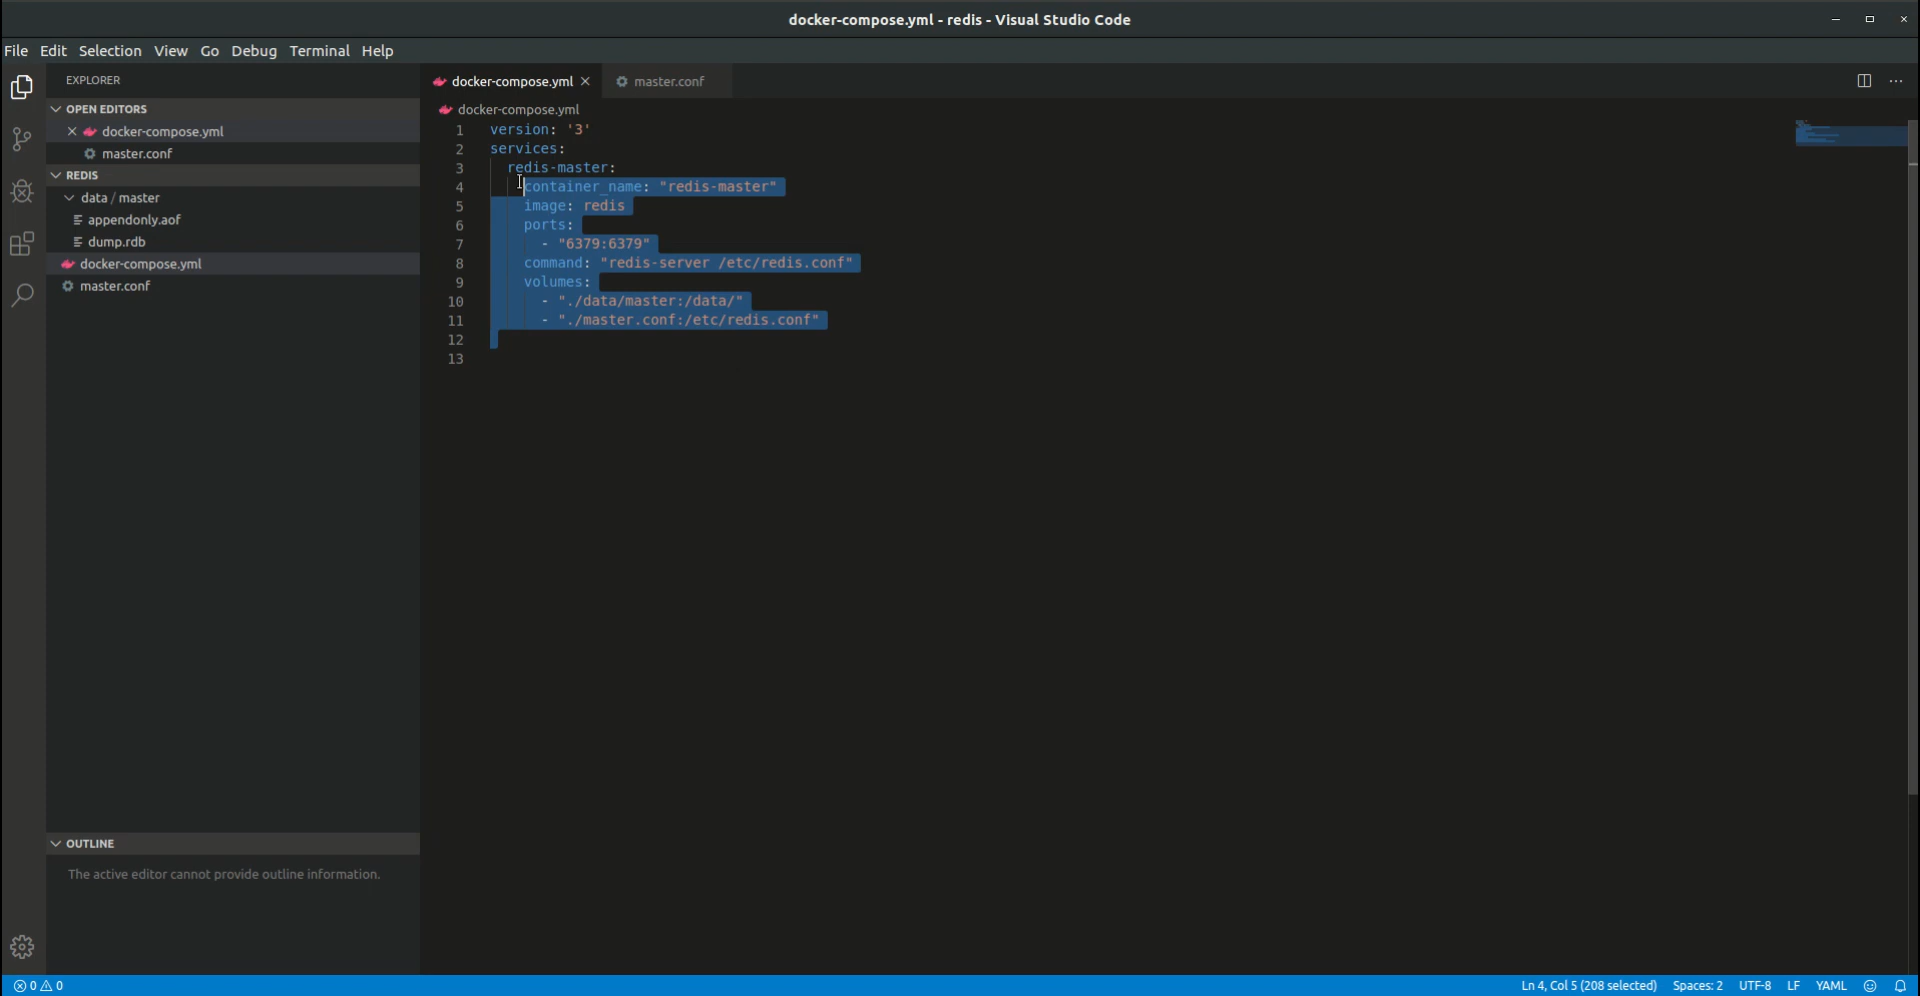 docker-compose.yml - redis - Visual Studio Code
File Edit Selection View Go Debug Terminal Help
EXPLORER
OPEN EDITORS
docker-compose.yml
master.conf
REDIS
data / master
appendonly.aof
dump.rdb
docker-compose.yml
master.conf
OUTLINE
The active editor cannot provide outline information.
docker-compose.yml master.conf
docker-compose.yml
1 version: '3'
2 services:
3 redis-master:
4 container_name: "redis-master"
5 image: redis
6 ports:
7 - "6379:6379"
8 command: "redis-server /etc/redis.conf"
9 volumes:
10 - "./data/master:/data/"
11 - "./master.conf:/etc/redis.conf"
12
13
0 0 Ln 4, Col 5 (208 selected) Spaces: 2 UTF-8 LF YAML